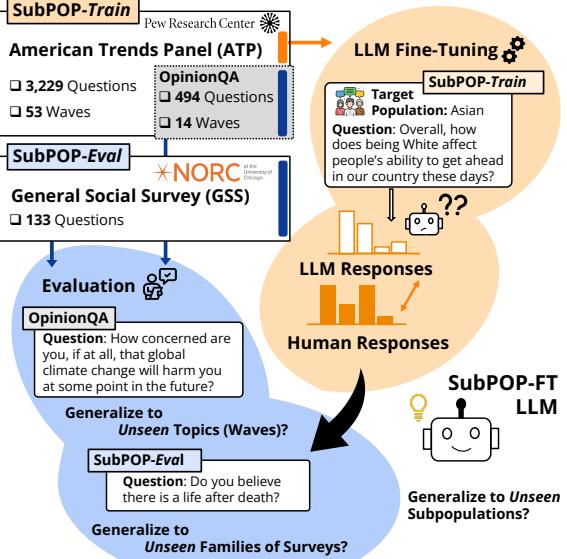 SubPOP-Train
Pew Research Center
American Trends Panel (ATP)
❑ 3,229 Questions
❑ 53 Waves
OpinionQA
❑ 494 Questions
❑ 14 Waves
SubPOP-Eval
NORC at the University of Chicago
General Social Survey (GSS)
❑ 133 Questions
LLM Fine-Tuning
SubPOP-Train
Target
Population: Asian
Question: Overall, how
does being White affect
people's ability to get ahead
in our country these days?
??
LLM Responses
Human Responses
Evaluation
OpinionQA
Question: How concerned are
you, if at all, that global
climate change will harm you
at some point in the future?
Generalize to
Unseen Topics (Waves)?
SubPOP-Eval
Question: Do you believe
there is a life after death?
Generalize to
Unseen Families of Surveys?
SubPOP-FT
LLM
Generalize to Unseen
Subpopulations?